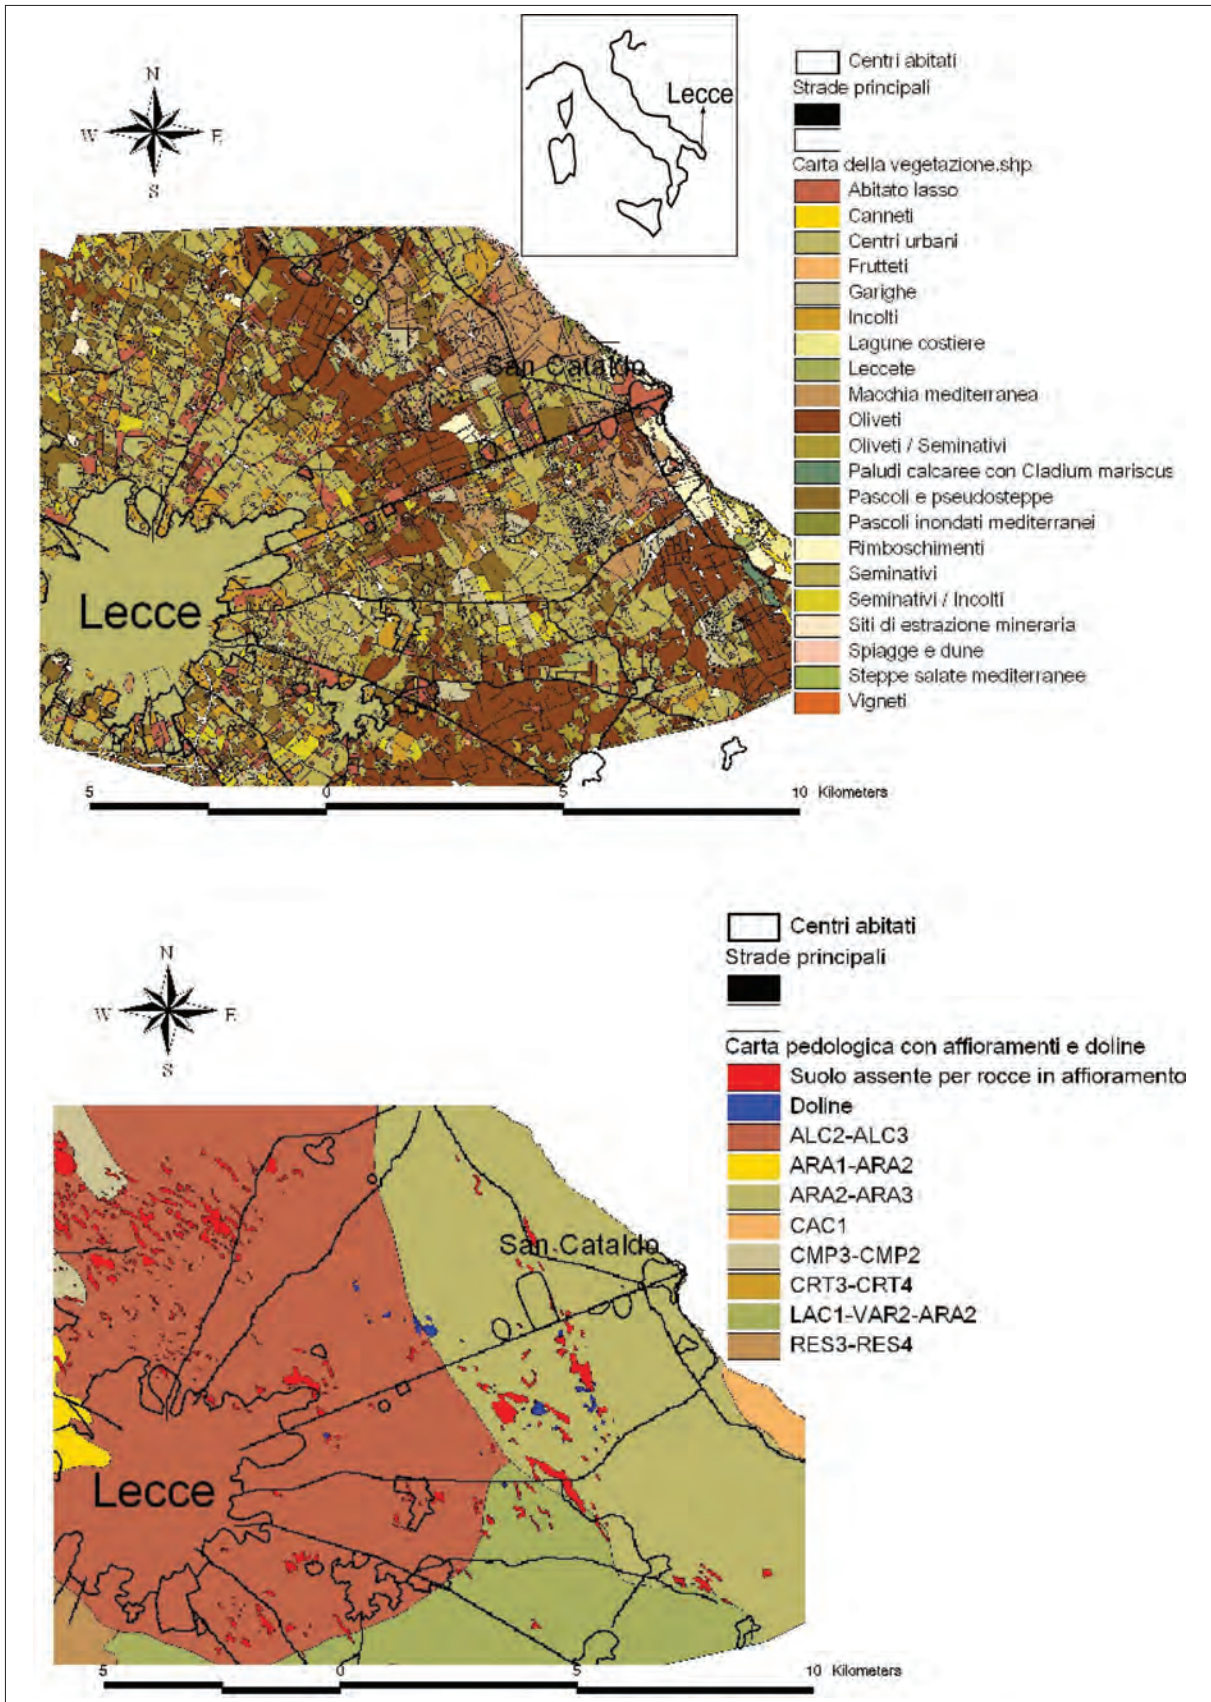 N
W E
S
Lecce
San Cataldo
Lecce
5 0 5 10 Kilometers
Centri abitati
Strade principali
Carta della vegetazione.shp
Abitato lasso
Canneti
Centri urbani
Frutteti
Garighe
Incolti
Lagune costiere
Leccete
Macchia mediterranea
Oliveti
Oliveti / Seminativi
Paludi calcaree con Cladium mariscus
Pascoli e pseudosteppe
Pascoli inondati mediterranei
Rimboschimenti
Seminativi
Seminativi / Incolti
Siti di estrazione mineraria
Spiagge e dune
Steppe salate mediterranee
Vigneti
N
W E
S
San Cataldo
Lecce
5 0 5 10 Kilometers
Centri abitati
Strade principali
Carta pedologica con affioramenti e doline
Suolo assente per rocce in affioramento
Doline
ALC2-ALC3
ARA1-ARA2
ARA2-ARA3
CAC1
CMP3-CMP2
CRT3-CRT4
LAC1-VAR2-ARA2
RES3-RES4